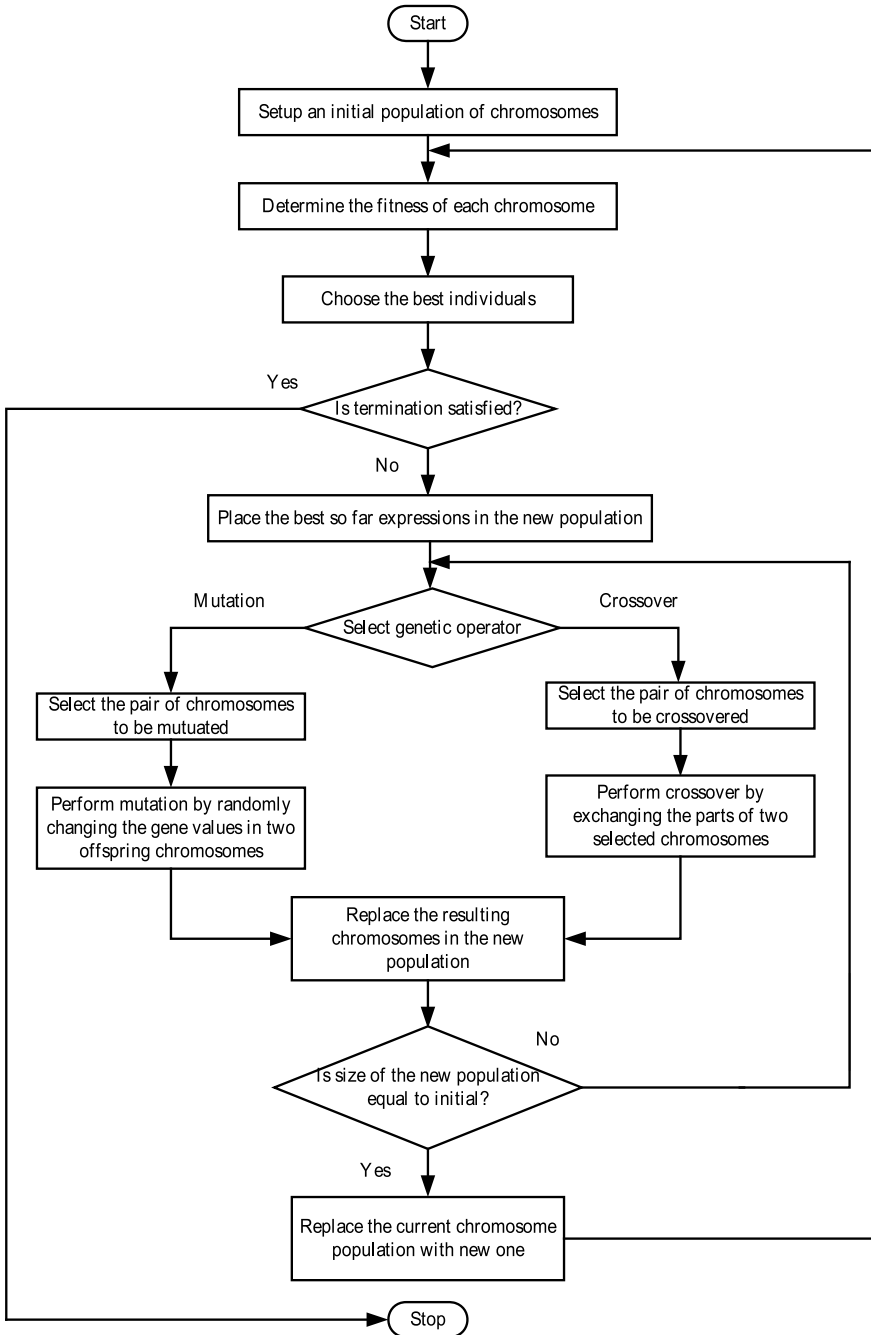 Start
Setup an initial population of chromosomes
Determine the fitness of each chromosome
Choose the best individuals
Yes
Is termination satisfied?
No
Place the best so far expressions in the new population
Mutation
Crossover
Select genetic operator
Select the pair of chromosomes
to be mutuated
Select the pair of chromosomes
to be crossovered
Perform mutation by randomly
changing the gene values in two
offspring chromosomes
Perform crossover by
exchanging the parts of two
selected chromosomes
Replace the resulting
chromosomes in the new
population
No
Is size of the new population
equal to initial?
Yes
Replace the current chromosome
population with new one
Stop